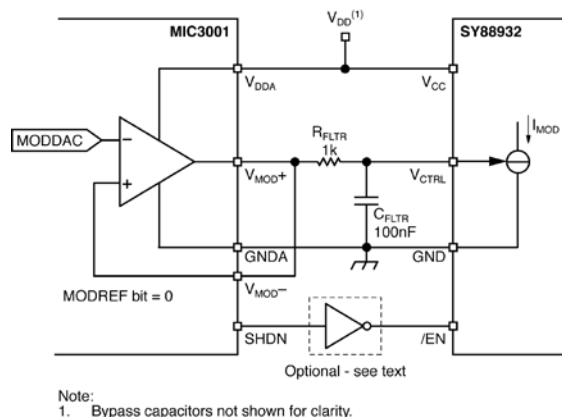 MIC3001
V_DD(1)
SY88932
V_DDA
V_CC
MODDAC
R_FLTR
1k
I_MOD
−
+
V_MOD+
V_CTRL
C_FLTR
100nF
GNDA
GND
MODREF bit = 0
V_MOD−
SHDN
/EN
Optional - see text
Note:
1. Bypass capacitors not shown for clarity.